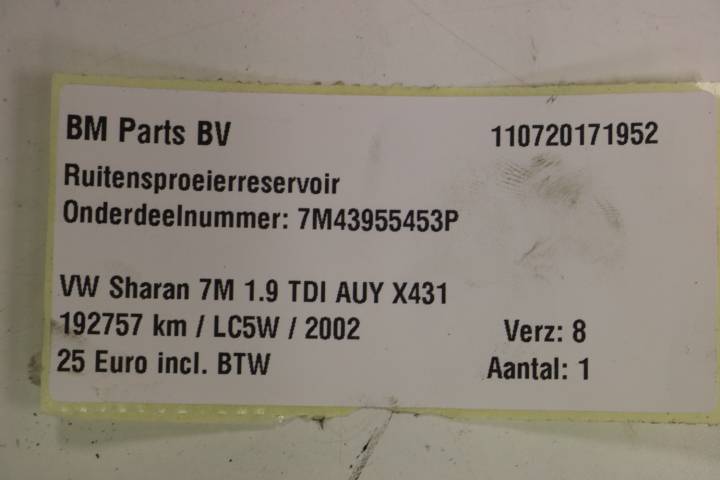 BM Parts BV 110720171952
Ruitensproeierreservoir
Onderdeelnummer: 7M43955453P
VW Sharan 7M 1.9 TDI AUY X431
192757 km / LC5W / 2002 Verz: 8
25 Euro incl. BTW Aantal: 1